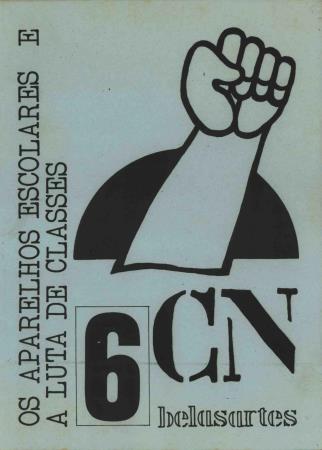 OS APARELHOS ESCOLARES E
A LUTA DE CLASSES
6
CN
belasartes